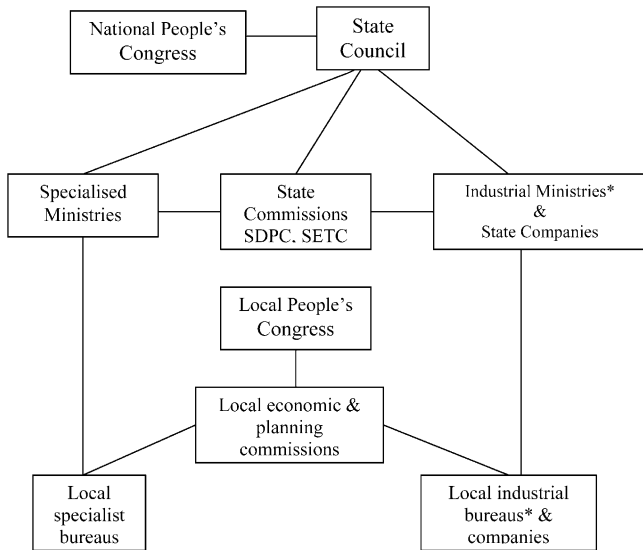 National People's
Congress
State
Council
Specialised
Ministries
State
Commissions
SDPC, SETC
Industrial Ministries*
&
State Companies
Local People's
Congress
Local economic &
planning
commissions
Local
specialist
bureaus
Local industrial
bureaus* &
companies